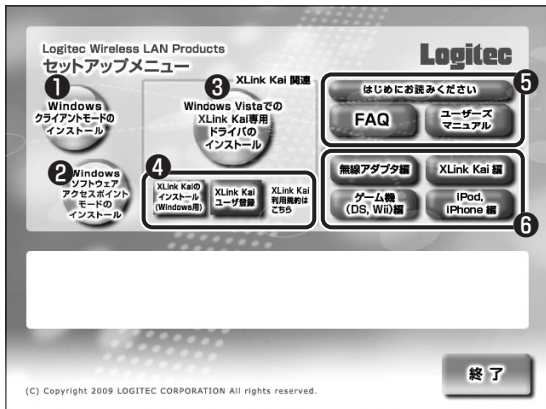 Logitec Wireless LAN Products
セットアップメニュー
Logitec
❶
Windows
クライアントモードの
インストール
❷
Windows
ソフトウェア
アクセスポイント
モードの
インストール
XLink Kai 関連
❸
Windows Vistaでの
XLink Kai専用
ドライバの
インストール
❹
XLink Kaiの
インストール
(Windows用)
XLink Kai
ユーザ登録
XLink Kai
利用規約は
こちら
❺
はじめにお読みください
FAQ
ユーザーズ
マニュアル
無線アダプタ編
XLink Kai 編
ゲーム機
(DS, Wii)編
iPod,
iPhone 編
❻
終 了
(C) Copyright 2009 LOGITEC CORPORATION All rights reserved.